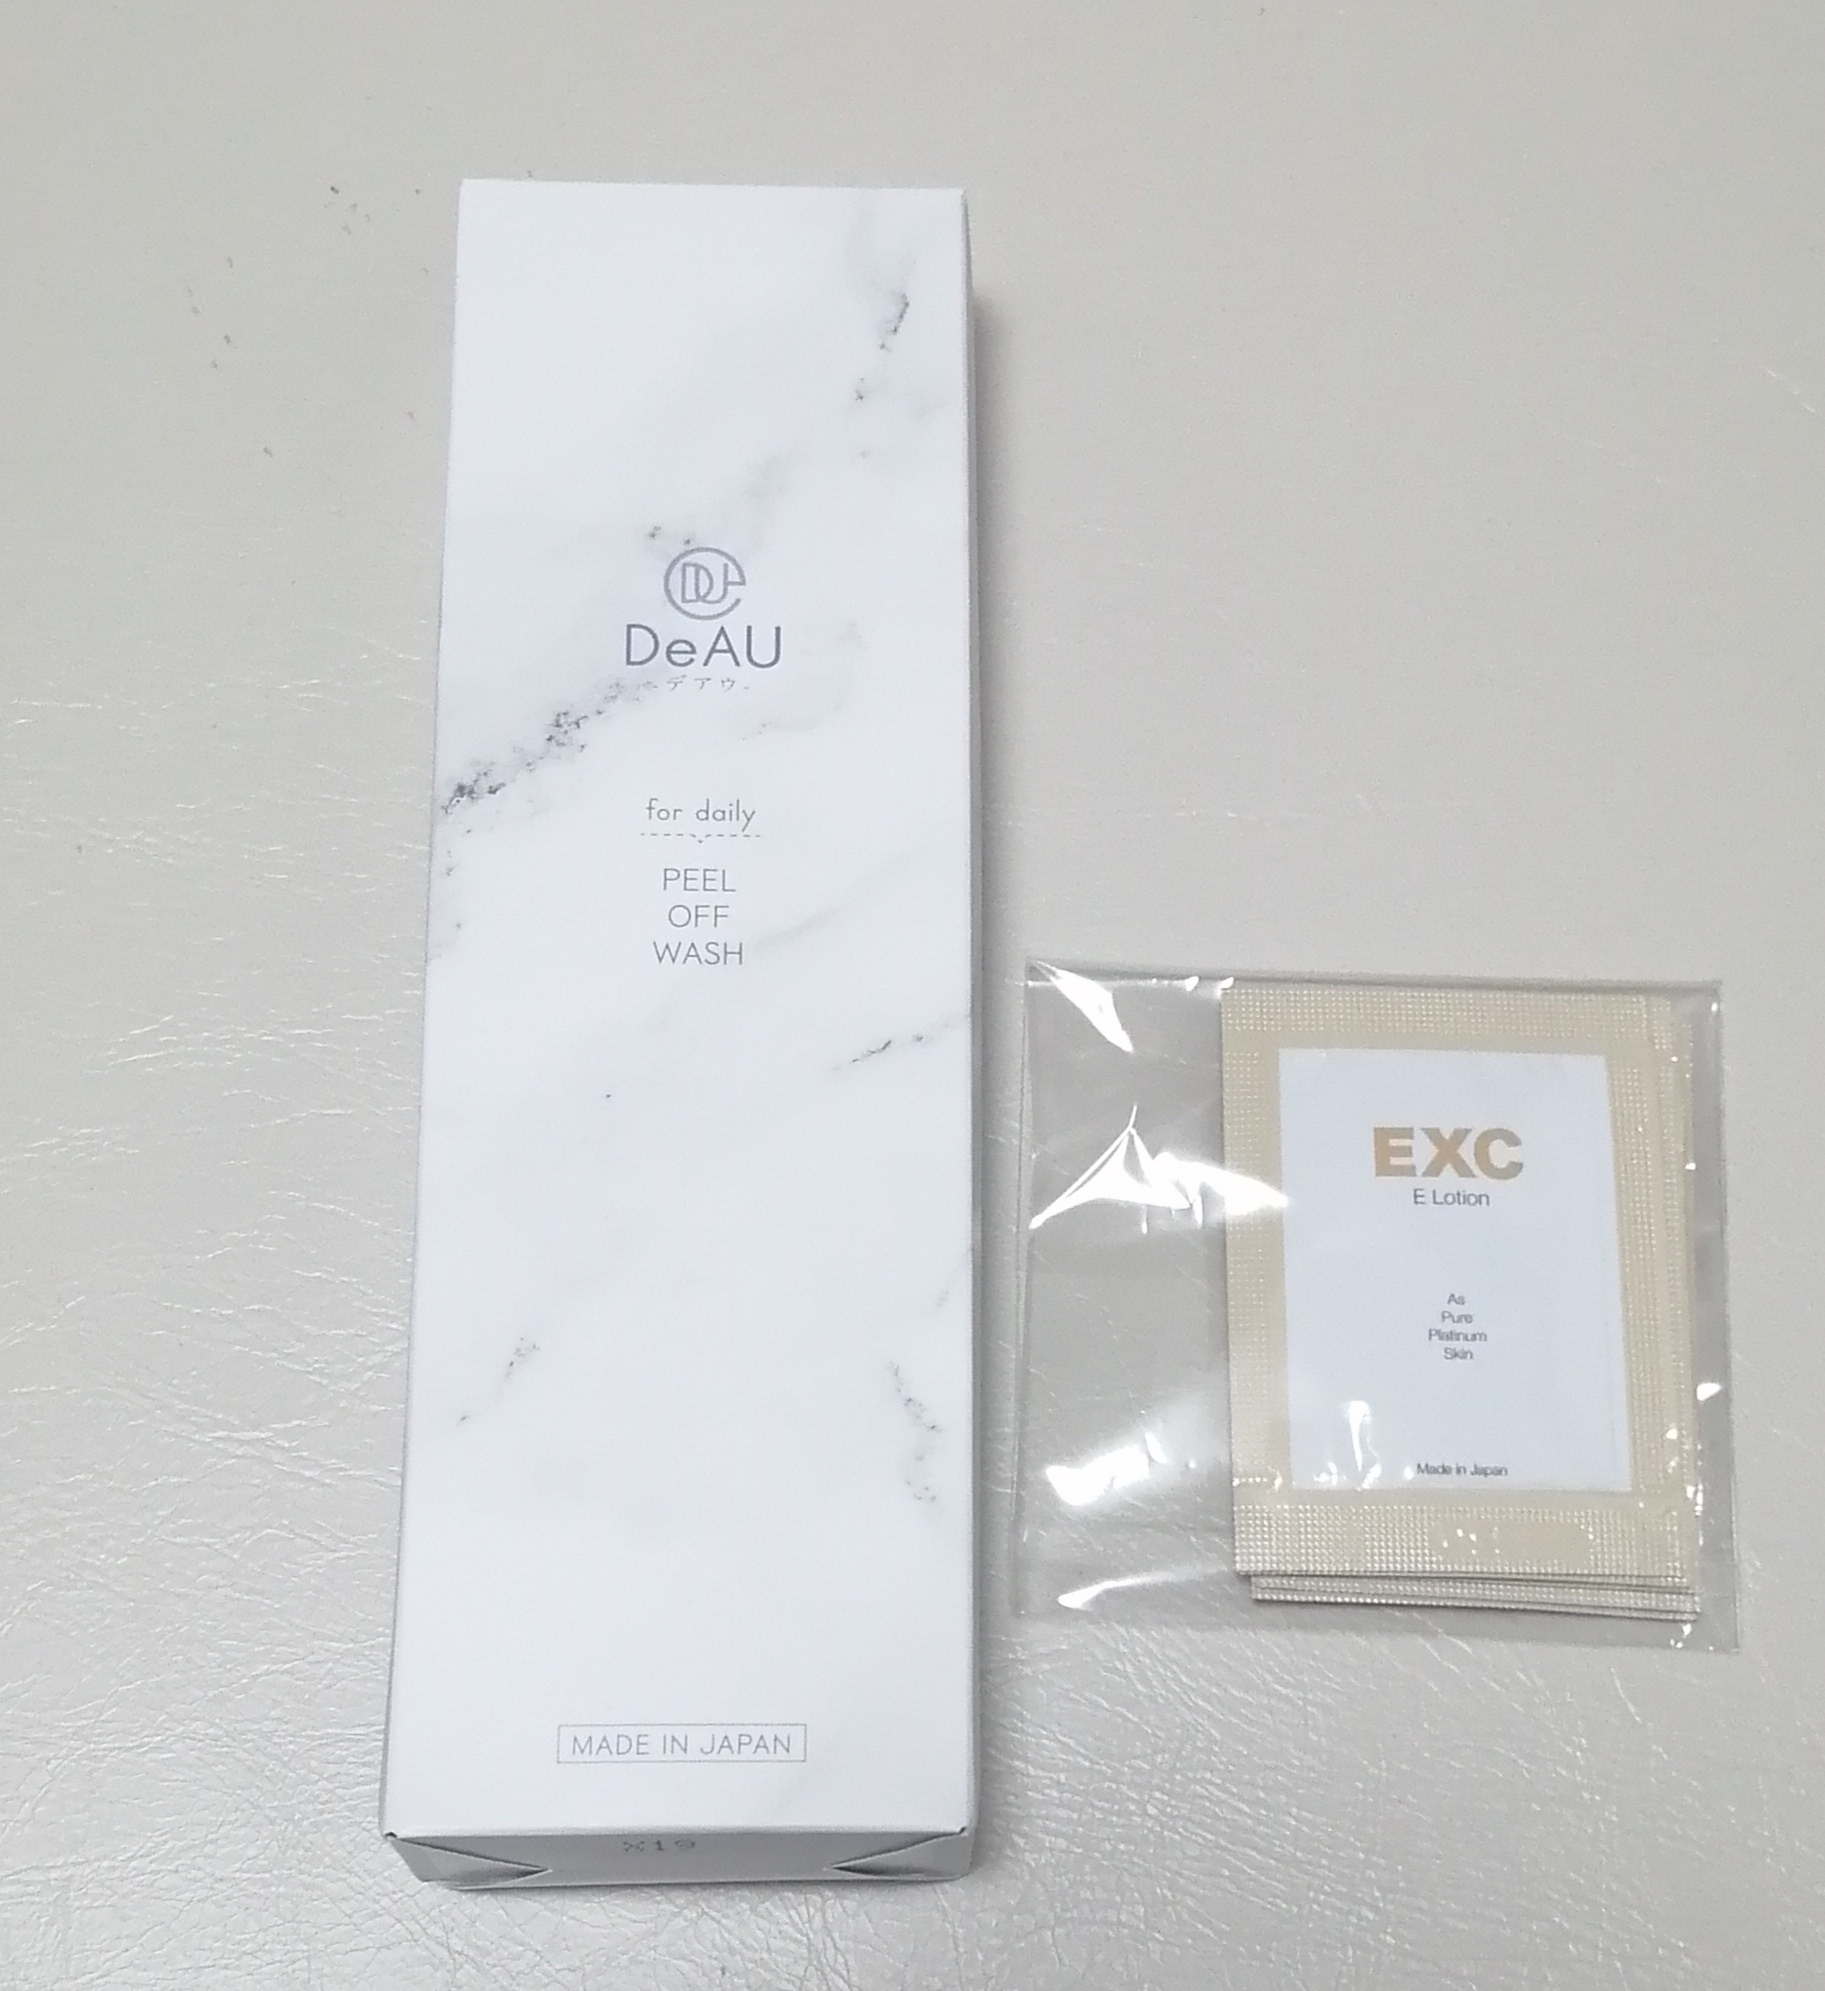 DeAU
-デアウ-
for daily
PEEL
OFF
WASH
MADE IN JAPAN
EXC
E Lotion
As
Pure
Platinum
Skin
Made in Japan